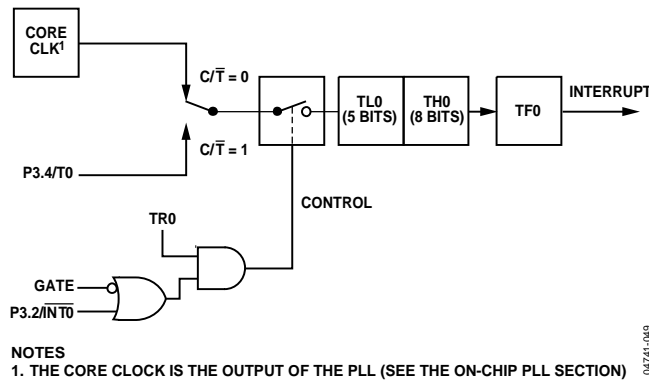 CORE
CLK1
C/T̅ = 0
C/T̅ = 1
P3.4/T0
TL0
(5 BITS)
TH0
(8 BITS)
TF0
INTERRUPT
CONTROL
TR0
GATE
P3.2/I̅N̅T̅0̅
NOTES
1. THE CORE CLOCK IS THE OUTPUT OF THE PLL (SEE THE ON-CHIP PLL SECTION)
04741-049